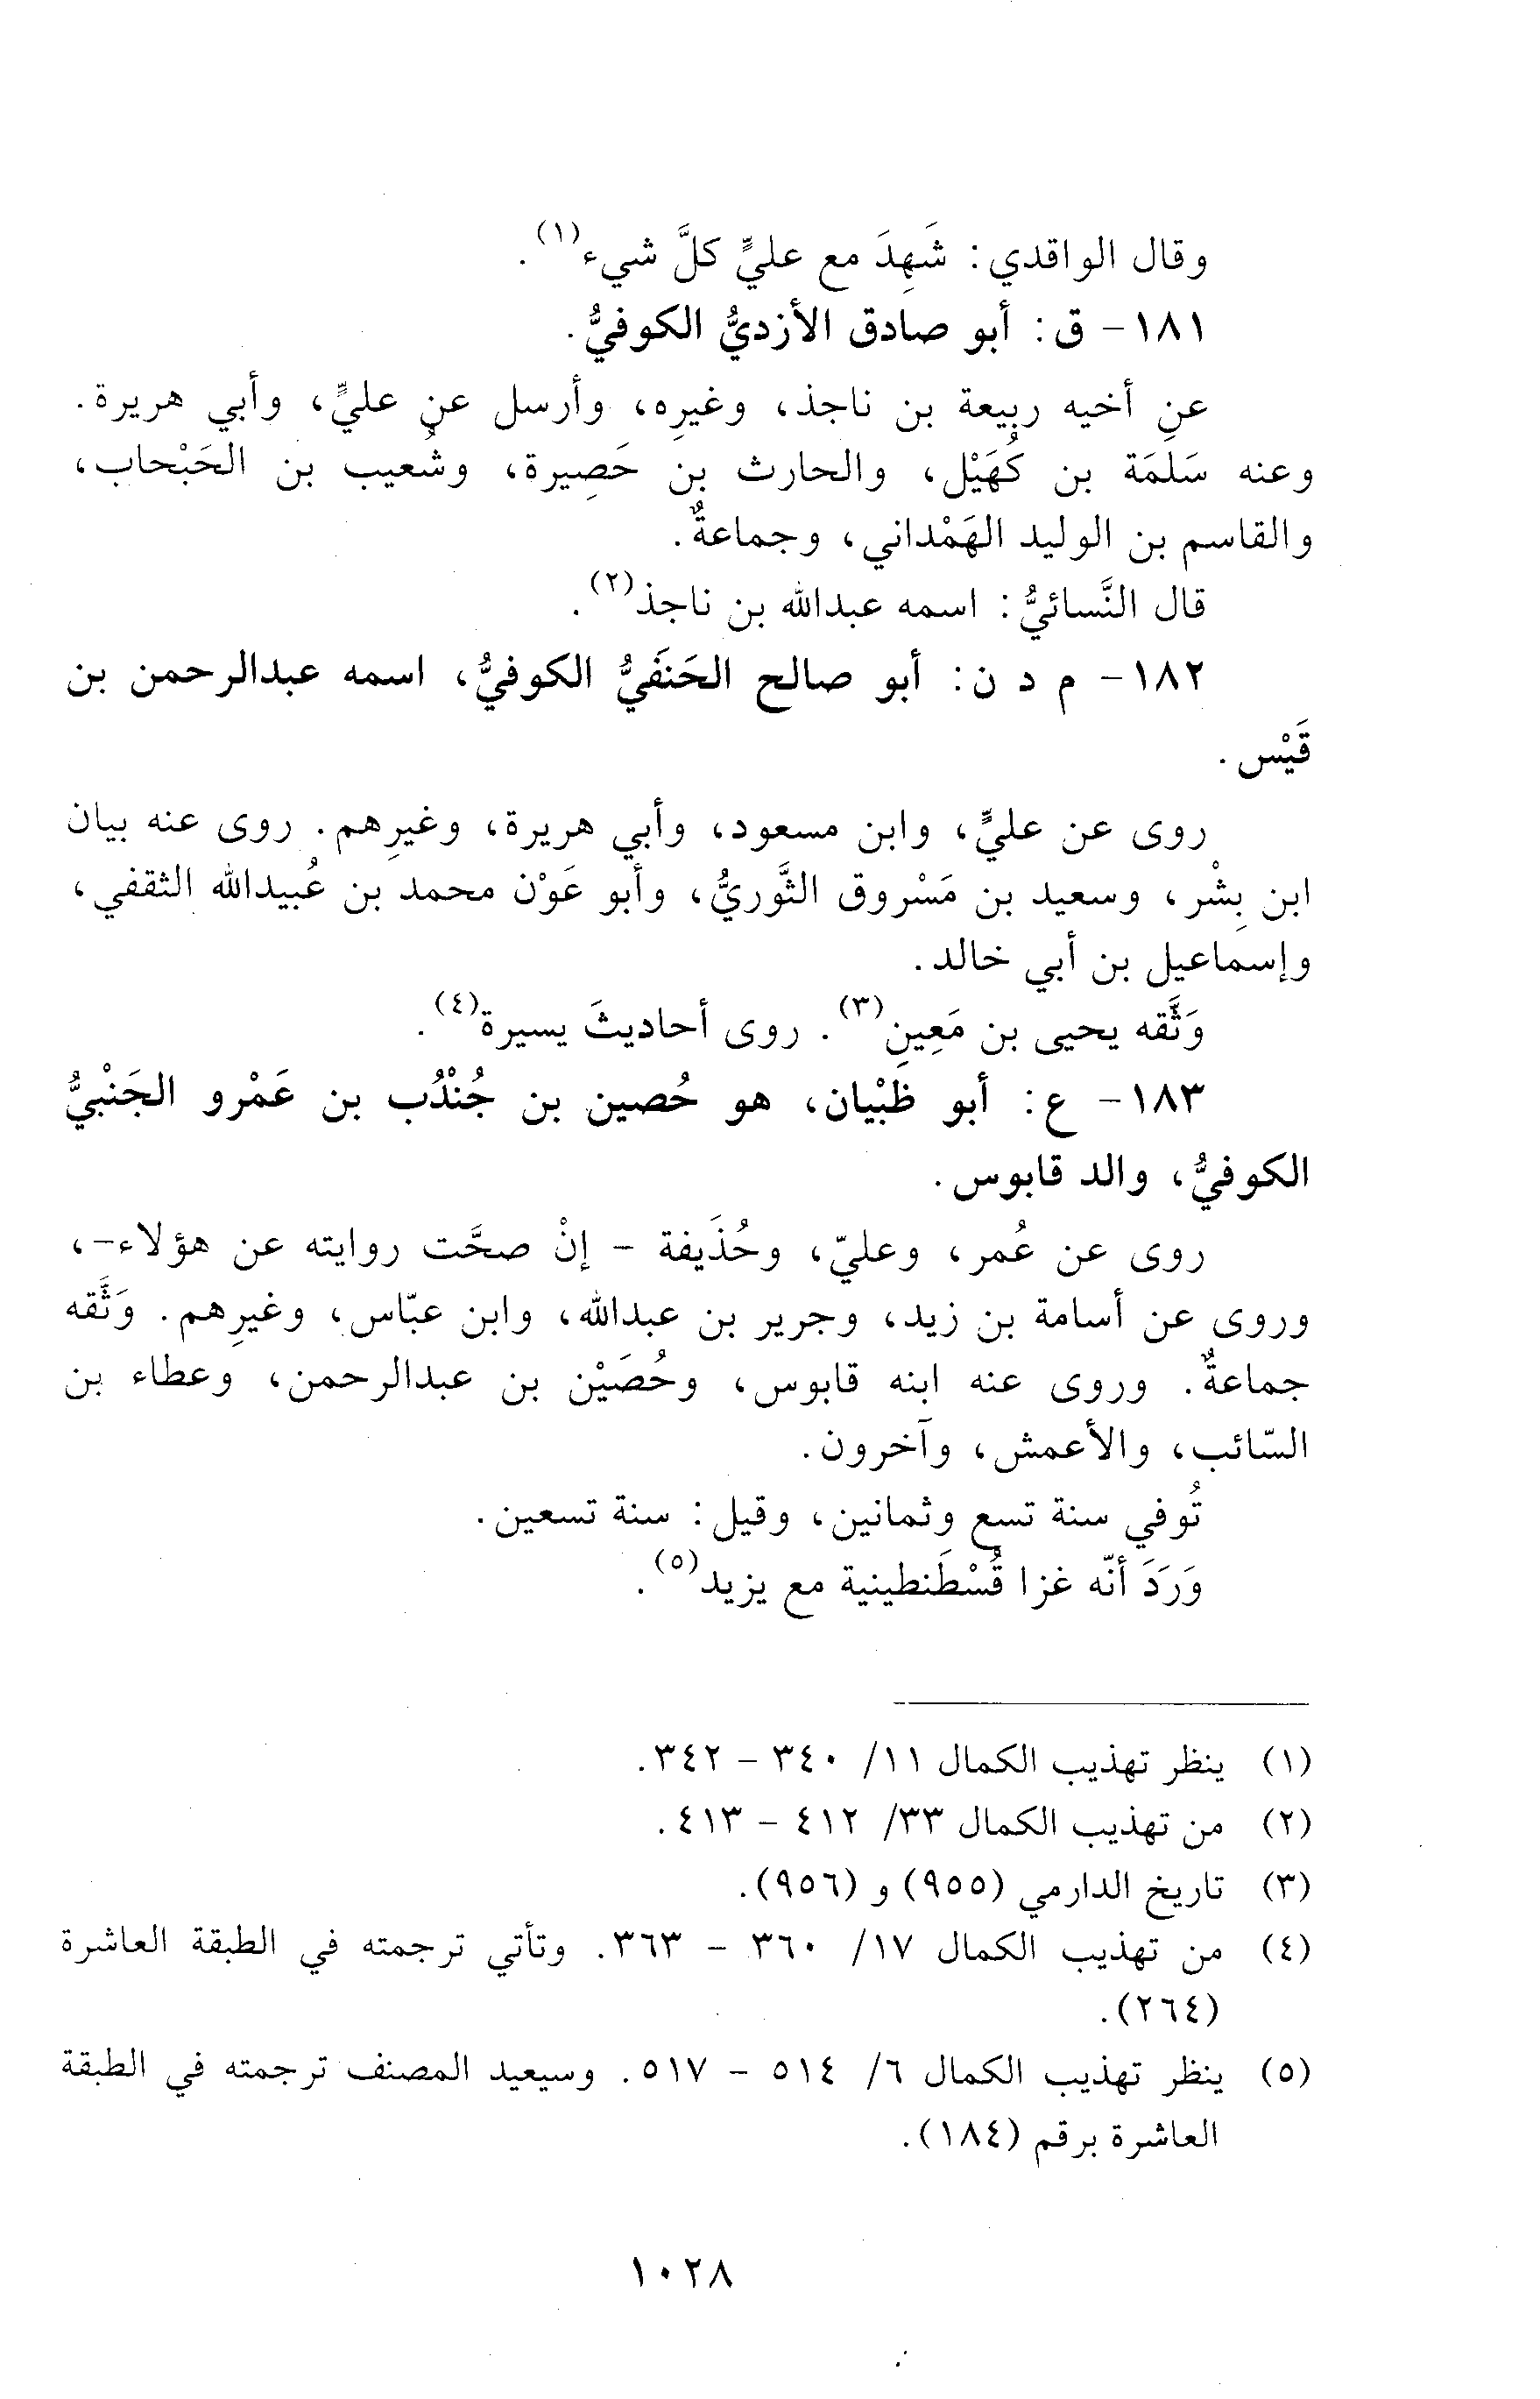 وقال الواقدي: شَهِدَ مع عليٍّ كلَّ شيء(١).
١٨١- ق: أبو صادق الأزديُّ الكوفيُّ.
عن أخيه ربيعة بن ناجذ، وغيرِه، وأرسل عن عليٍّ، وأبي هريرة.
وعنه سَلَمَة بن كُهَيْل، والحارث بن حَصِيرة، وشُعيب بن الحَبْحاب،
والقاسم بن الوليد الهَمْداني، وجماعةٌ.
قال النَّسائيُّ: اسمه عبدالله بن ناجذ(٢).
١٨٢- م د ن: أبو صالح الحَنَفيُّ الكوفيُّ، اسمه عبدالرحمن بن
قَيْس.
روى عن عليٍّ، وابن مسعود، وأبي هريرة، وغيرِهم. روى عنه بيان
ابن بِشْر، وسعيد بن مَسْروق الثَّوريُّ، وأبو عَوْن محمد بن عُبيدالله الثقفي،
وإسماعيل بن أبي خالد.
وَثَّقه يحيى بن مَعِينِ(٣). روى أحاديثَ يسيرة(٤).
١٨٣- ع: أبو ظَبْيان، هو حُصين بن جُنْدُب بن عَمْرو الجَنْبيُّ
الكوفيُّ، والد قابوس.
روى عن عُمر، وعليّ، وحُذَيفة - إنْ صحَّت روايته عن هؤلاء-،
وروى عن أسامة بن زيد، وجرير بن عبدالله، وابن عبّاس، وغيرِهم. وَثَّقه
جماعةٌ. وروى عنه ابنه قابوس، وحُصَيْن بن عبدالرحمن، وعطاء بن
السّائب، والأعمش، وآخرون.
تُوفي سنة تسع وثمانين، وقيل: سنة تسعين.
وَرَدَ أنّه غزا قُسْطَنطينية مع يزيد(٥).
(١) ينظر تهذيب الكمال ١١/ ٣٤٠ - ٣٤٢.
(٢) من تهذيب الكمال ٣٣/ ٤١٢ - ٤١٣.
(٣) تاريخ الدارمي (٩٥٥) و (٩٥٦).
(٤) من تهذيب الكمال ١٧/ ٣٦٠ - ٣٦٣. وتأتي ترجمته في الطبقة العاشرة
(٢٦٤).
(٥) ينظر تهذيب الكمال ٦/ ٥١٤ - ٥١٧. وسيعيد المصنف ترجمته في الطبقة
العاشرة برقم (١٨٤).
١٠٢٨